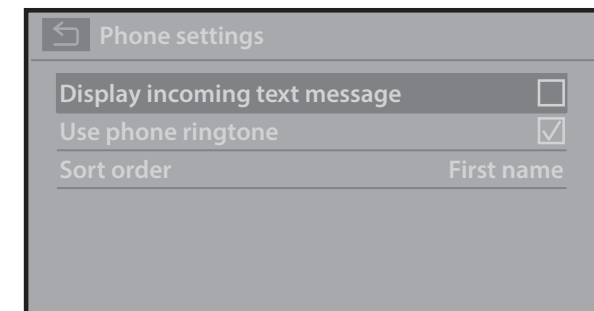 Phone settings
Display incoming text message
Use phone ringtone
Sort order First name